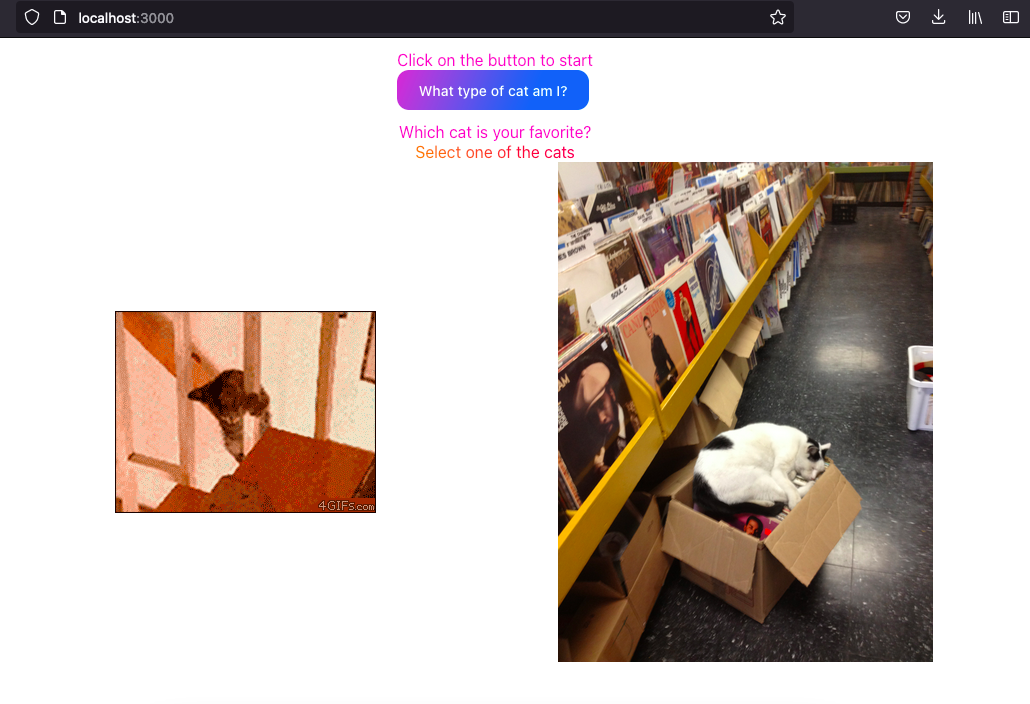 localhost:3000
Click on the button to start
What type of cat am I?
Which cat is your favorite?
Select one of the cats
SOUL C
4GIFs.com